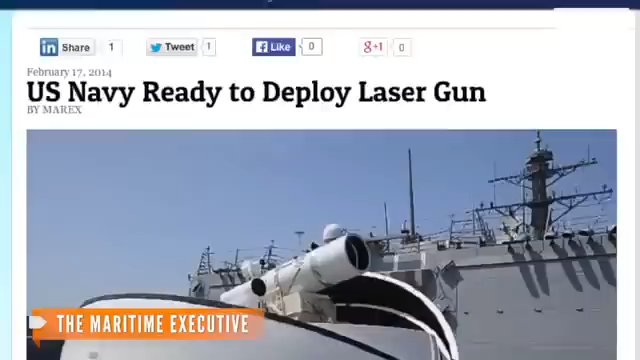 Share 1 Tweet 1 Like 0 g+1 0
February 17, 2014
US Navy Ready to Deploy Laser Gun
BY MAREX
THE MARITIME EXECUTIVE